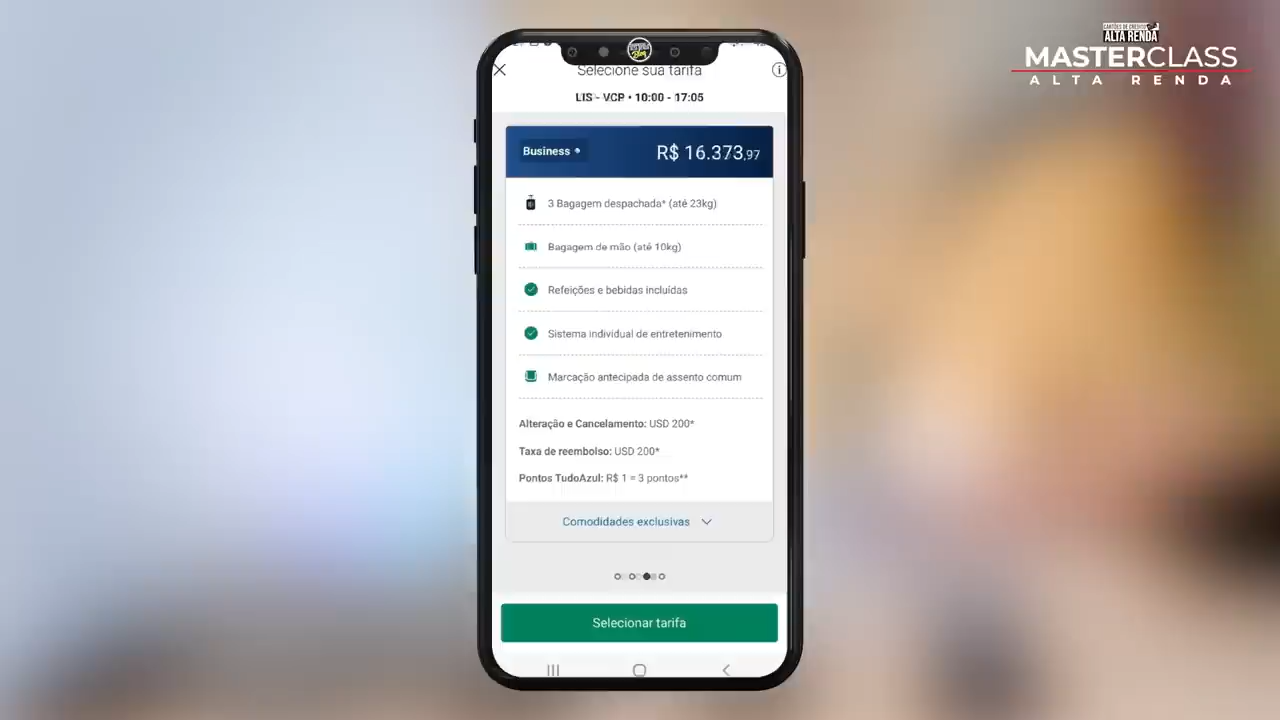 CARTÕES DE CRÉDITO
ALTA RENDA
MASTERCLASS
ALTA RENDA
Selecione sua tarifa
LIS - VCP • 10:00 - 17:05
Business
R$ 16.373,97
3 Bagagem despachada* (até 23kg)
Bagagem de mão (até 10kg)
Refeições e bebidas incluídas
Sistema individual de entretenimento
Marcação antecipada de assento comum
Alteração e Cancelamento: USD 200*
Taxa de reembolso: USD 200*
Pontos TudoAzul: R$ 1 = 3 pontos**
Comodidades exclusivas
Selecionar tarifa